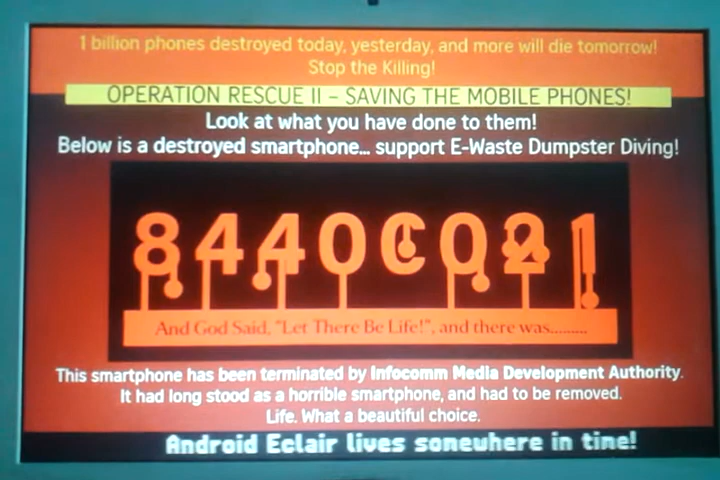 1 billion phones destroyed today, yesterday, and more will die tomorrow!
Stop the Killing!
OPERATION RESCUE II – SAVING THE MOBILE PHONES!
Look at what you have done to them!
Below is a destroyed smartphone... support E-Waste Dumpster Diving!
8440C021
And God Said, "Let There Be Life!", and there was.........
This smartphone has been terminated by Infocomm Media Development Authority.
It had long stood as a horrible smartphone, and had to be removed.
Life. What a beautiful choice.
Android Eclair lives somewhere in time!